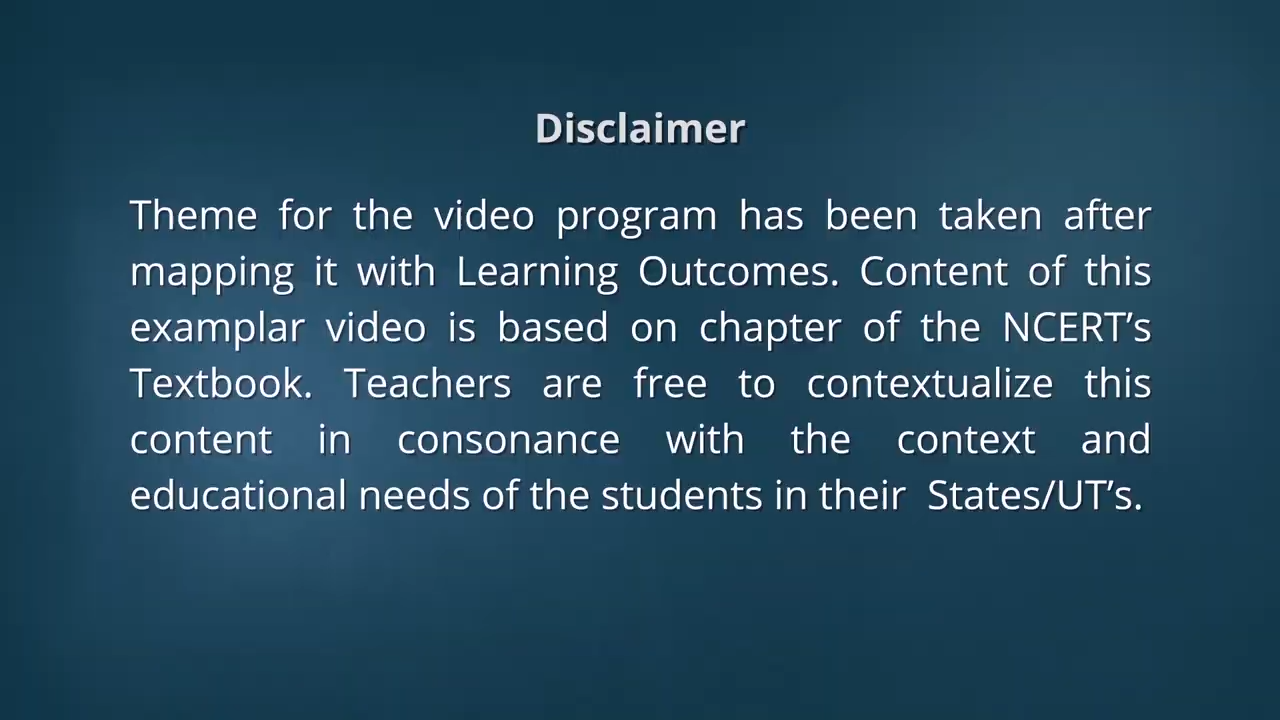 Disclaimer
Theme for the video program has been taken after
mapping it with Learning Outcomes. Content of this
examplar video is based on chapter of the NCERT’s
Textbook. Teachers are free to contextualize this
content in consonance with the context and
educational needs of the students in their States/UT’s.